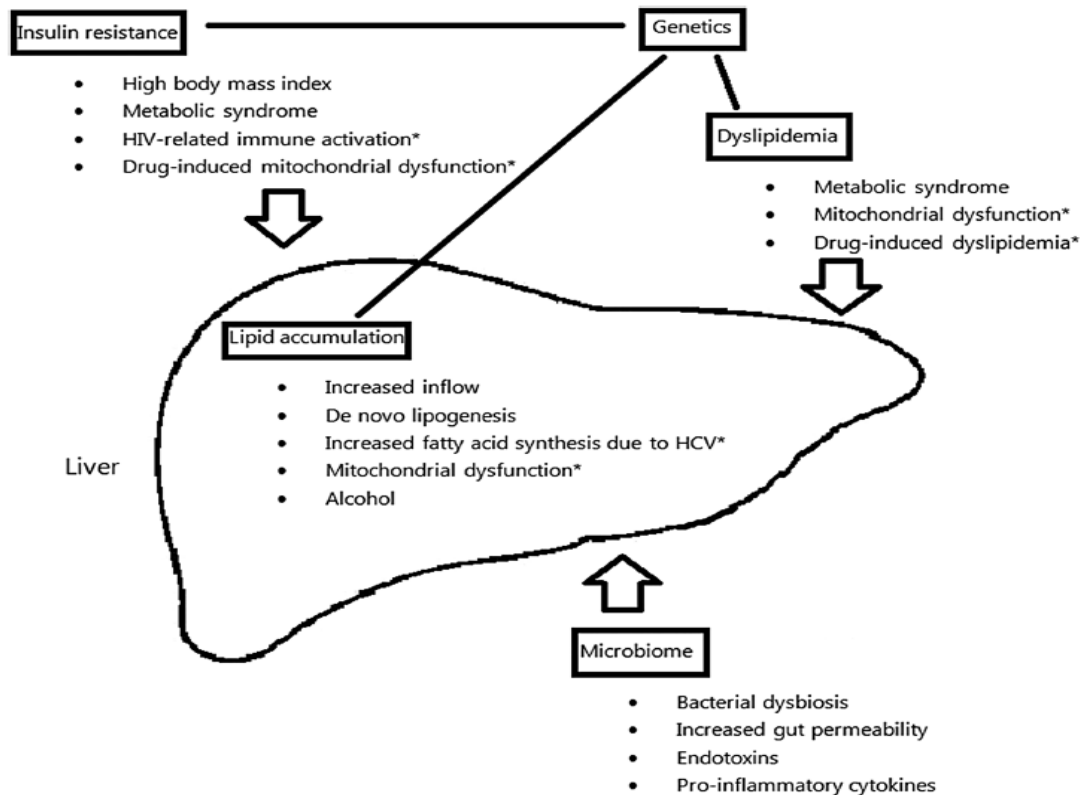 Insulin resistance
• High body mass index
• Metabolic syndrome
• HIV-related immune activation*
• Drug-induced mitochondrial dysfunction*
Genetics
Dyslipidemia
• Metabolic syndrome
• Mitochondrial dysfunction*
• Drug-induced dyslipidemia*
Lipid accumulation
• Increased inflow
• De novo lipogenesis
• Increased fatty acid synthesis due to HCV*
• Mitochondrial dysfunction*
• Alcohol
Liver
Microbiome
• Bacterial dysbiosis
• Increased gut permeability
• Endotoxins
• Pro-inflammatory cytokines